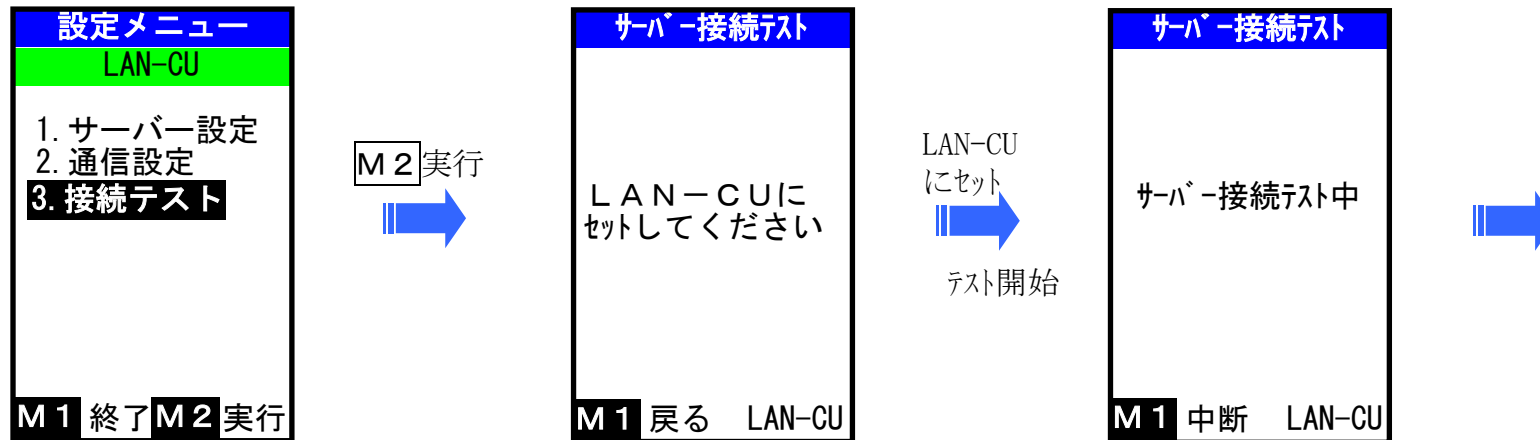 設定メニュー
LAN-CU
1.サーバー設定
2.通信設定
3.接続テスト
M1 終了 M2 実行
M2実行
ｻｰﾊﾞｰ接続ﾃｽﾄ
LAN-CUに
ｾｯﾄしてください
M1 戻る LAN-CU
LAN-CU
にｾｯﾄ
ﾃｽﾄ開始
ｻｰﾊﾞｰ接続ﾃｽﾄ
ｻｰﾊﾞｰ接続ﾃｽﾄ中
M1 中断 LAN-CU